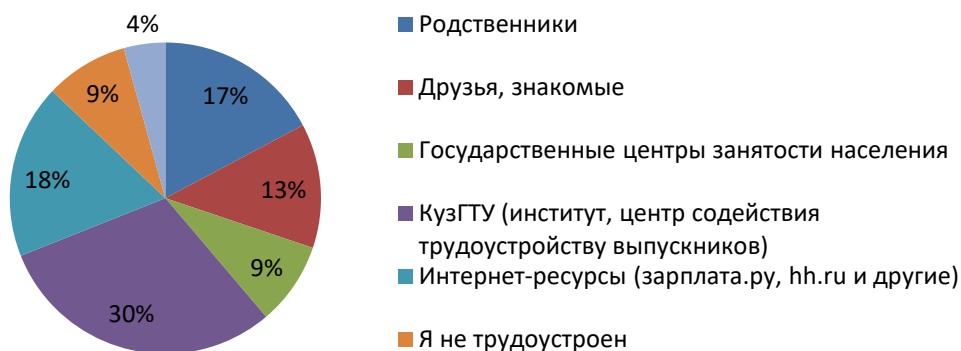 4%
17%
13%
9%
30%
18%
9%
Родственники
Друзья, знакомые
Государственные центры занятости населения
КузГТУ (институт, центр содействия
трудоустройству выпускников)
Интернет-ресурсы (зарплата.ру, hh.ru и другие)
Я не трудоустроен